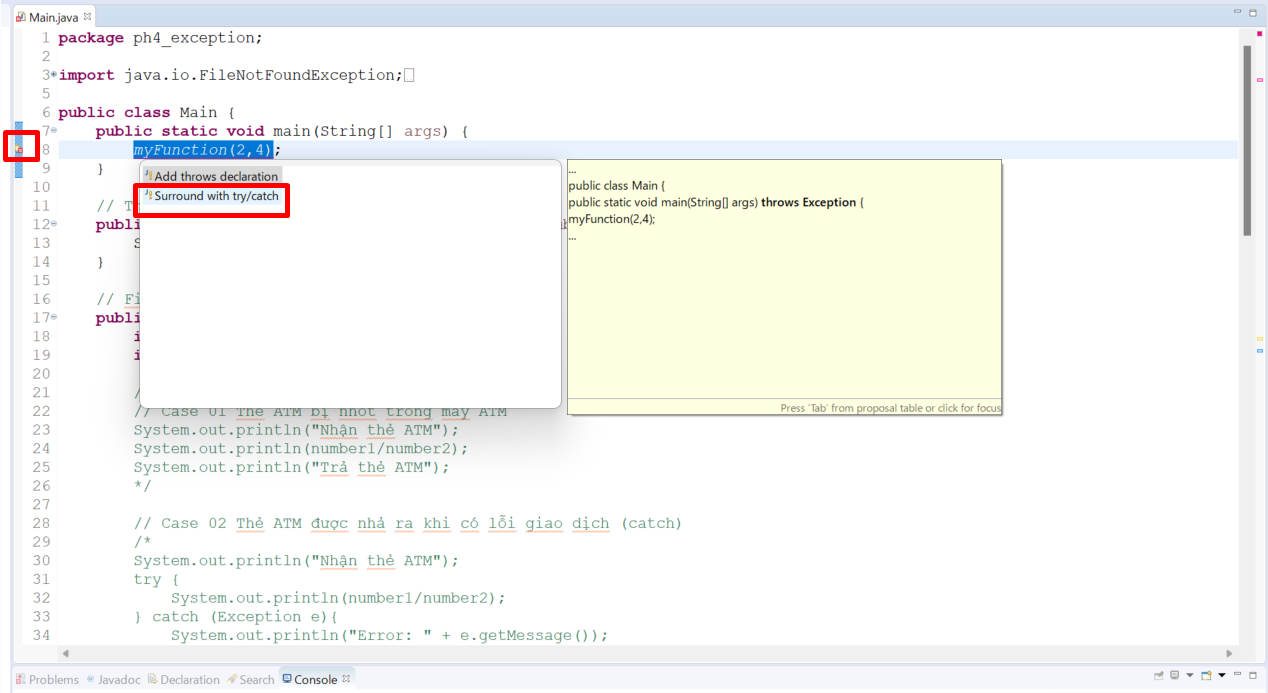 Main.java
1 package ph4_exception;
2
3 import java.io.FileNotFoundException;
5
6 public class Main {
7 public static void main(String[] args) {
8 myFunction(2,4);
9 }
10
11 // T
12 publi
13 S
14 }
15
16 // Fi
17 publi
18 i
19 i
20
21 /
22 // Case 01 Thẻ ATM bị nhốt trong máy ATM
23 System.out.println("Nhận thẻ ATM");
24 System.out.println(number1/number2);
25 System.out.println("Trả thẻ ATM");
26 */
27
28 // Case 02 Thẻ ATM được nhả ra khi có lỗi giao dịch (catch)
29 /*
30 System.out.println("Nhận thẻ ATM");
31 try {
32 System.out.println(number1/number2);
33 } catch (Exception e){
34 System.out.println("Error: " + e.getMessage());
Add throws declaration
Surround with try/catch
...
public class Main {
public static void main(String[] args) throws Exception {
myFunction(2,4);
...
Press 'Tab' from proposal table or click for focus
Problems Javadoc Declaration Search Console